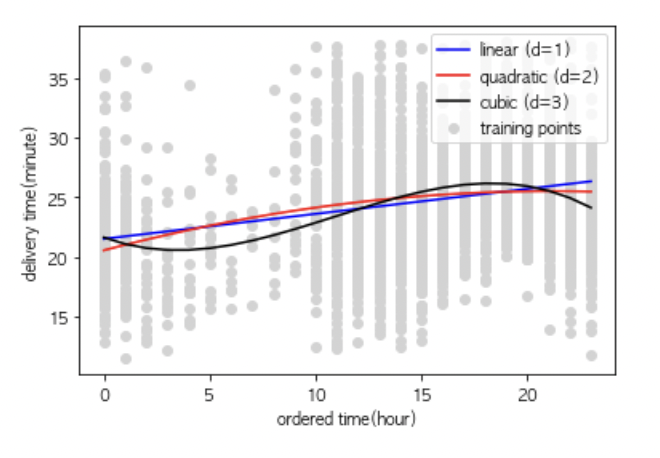 linear (d=1)
quadratic (d=2)
cubic (d=3)
training points
delivery time(minute)
35
30
25
20
15
0
5
10
15
20
ordered time(hour)